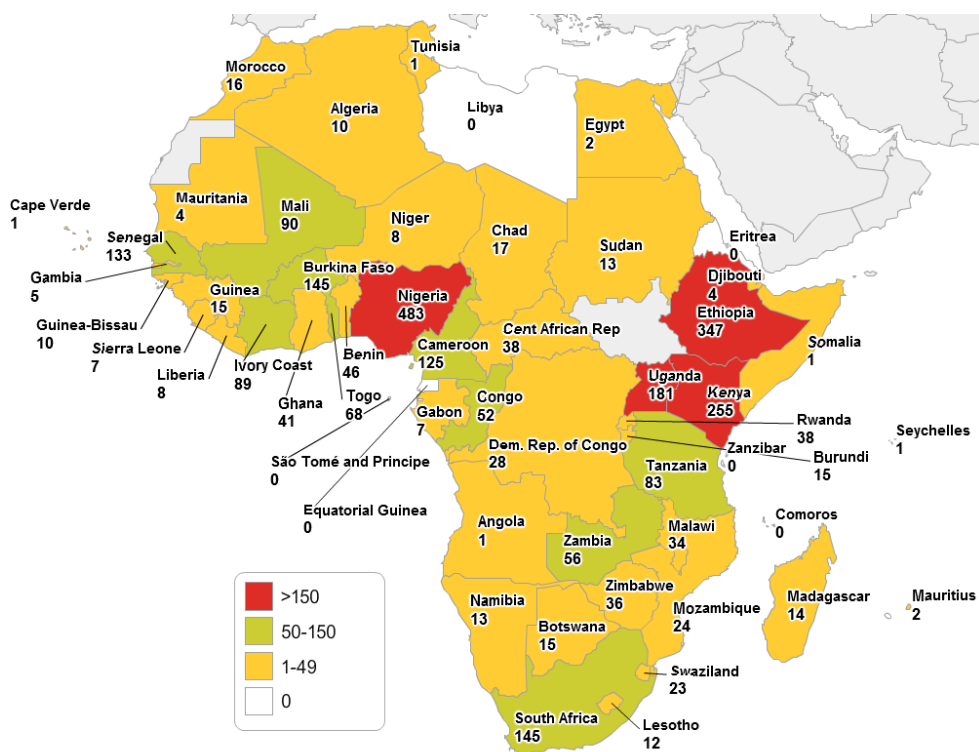 Tunisia
1
Morocco
16
Algeria
10
Libya
0
Egypt
2
Cape Verde
1
Mauritania
4
Mali
90
Niger
8
Chad
17
Sudan
13
Eritrea
0
Senegal
133
Gambia
5
Guinea-Bissau
10
Guinea
15
Sierra Leone
7
Liberia
8
Burkina Faso
145
Ivory Coast
89
Ghana
41
Togo
68
Benin
46
Nigeria
483
Cameroon
125
Cent African Rep
38
Djibouti
4
Ethiopia
347
Somalia
1
Uganda
181
Kenya
255
Congo
52
Gabon
7
São Tomé and Principe
0
Equatorial Guinea
0
Dem. Rep. of Congo
28
Rwanda
38
Zanzibar
0
Burundi
15
Seychelles
1
Tanzania
83
Angola
1
Zambia
56
Malawi
34
Comoros
0
Zimbabwe
36
Mozambique
24
Madagascar
14
Mauritius
2
Namibia
13
Botswana
15
Swaziland
23
South Africa
145
Lesotho
12
>150
50-150
1-49
0